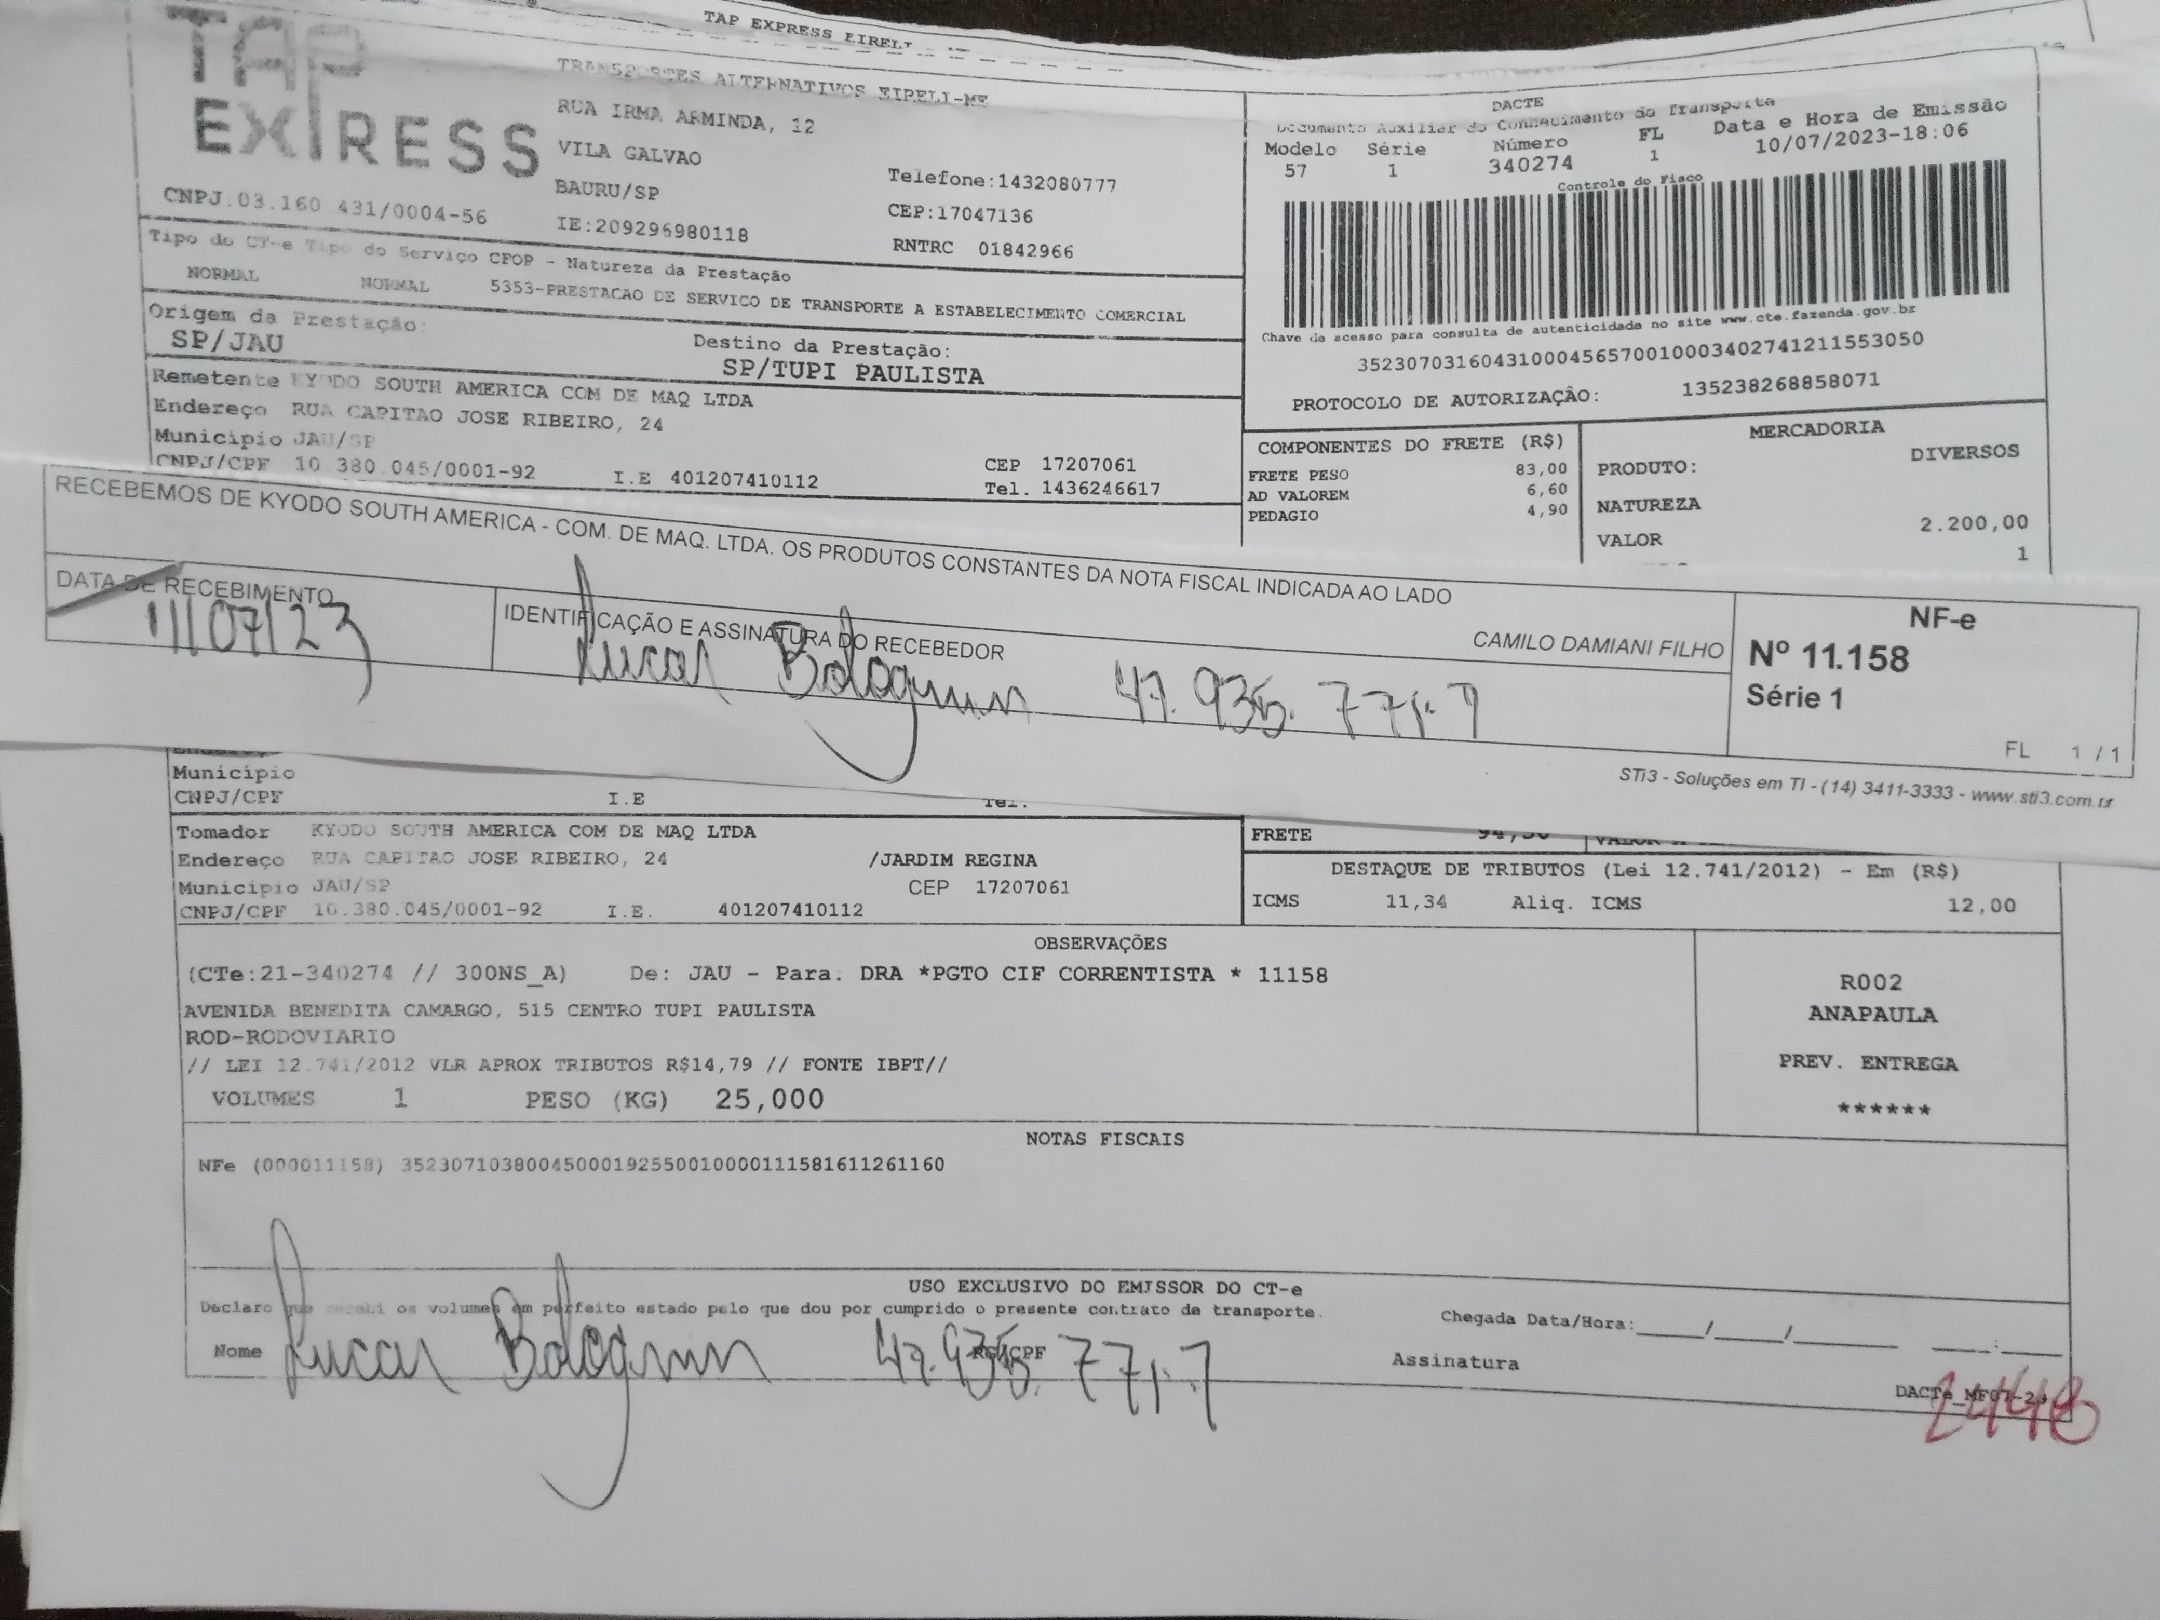 TAP EXPRESS EIRELI
TAP
EXPRESS
TRANSPORTES ALTERNATIVOS EIRELI-ME
RUA IRMA ARMINDA, 12
VILA GALVAO
BAURU/SP
IE:209296980118
Telefone:1432080777
CEP:17047136
RNTRC 01842966
CNPJ:03.160.431/0004-56
DACTE
Documento Auxiliar do Conhecimento do Transporte
Modelo Série Número FL Data e Hora de Emissão
57 1 340274 1 10/07/2023-18:06
Controle do Fisco
Chave de acesso para consulta de autenticidade no site www.cte.fazenda.gov.br
35230703160431000456570010003402741211553050
PROTOCOLO DE AUTORIZAÇÃO: 135238268858071
Tipo do CT-e Tipo do Serviço CFOP - Natureza da Prestação
NORMAL NORMAL 5353-PRESTACAO DE SERVICO DE TRANSPORTE A ESTABELECIMENTO COMERCIAL
Origem da Prestação: Destino da Prestação:
SP/JAU SP/TUPI PAULISTA
Remetente KYODO SOUTH AMERICA COM DE MAQ LTDA
Endereço RUA CAPITAO JOSE RIBEIRO, 24
Município JAU/SP CEP 17207061
CNPJ/CPF 10.380.045/0001-92 I.E 401207410112 Tel. 1436246617
COMPONENTES DO FRETE (R$)
FRETE PESO 83,00
AD VALOREM 6,60
PEDAGIO 4,90
MERCADORIA
PRODUTO: DIVERSOS
NATUREZA
VALOR 2.200,00
1
RECEBEMOS DE KYODO SOUTH AMERICA - COM. DE MAQ. LTDA. OS PRODUTOS CONSTANTES DA NOTA FISCAL INDICADA AO LADO
DATA DE RECEBIMENTO
11/07/23
IDENTIFICAÇÃO E ASSINATURA DO RECEBEDOR
CAMILO DAMIANI FILHO
Lucas
NF-e
Nº 11.158
Série 1
FL 1 / 1
STi3 - Soluções em TI - (14) 3411-3333 - www.sti3.com.br
Município
CNPJ/CPF I.E Tel.
Tomador KYODO SOUTH AMERICA COM DE MAQ LTDA
Endereço RUA CAPITAO JOSE RIBEIRO, 24 /JARDIM REGINA
Município JAU/SP CEP 17207061
CNPJ/CPF 10.380.045/0001-92 I.E. 401207410112
FRETE 94,50
DESTAQUE DE TRIBUTOS (Lei 12.741/2012) - Em (R$)
ICMS 11,34 Aliq. ICMS 12,00
OBSERVAÇÕES
(CTe:21-340274 // 300NS_A) De: JAU - Para. DRA *PGTO CIF CORRENTISTA * 11158
AVENIDA BENEDITA CAMARGO, 515 CENTRO TUPI PAULISTA
ROD-RODOVIARIO
// LEI 12.741/2012 VLR APROX TRIBUTOS R$14,79 // FONTE IBPT//
VOLUMES 1 PESO (KG) 25,000
R002
ANAPAULA
PREV. ENTREGA
******
NOTAS FISCAIS
NFe (000011158) 35230710380045000192550010000111581611261160
USO EXCLUSIVO DO EMISSOR DO CT-e
Declaro que recebi os volumes em perfeito estado pelo que dou por cumprido o presente contrato de transporte.
Chegada Data/Hora:____/____/______ ____:____
Nome Lucas RG/CPF
Assinatura